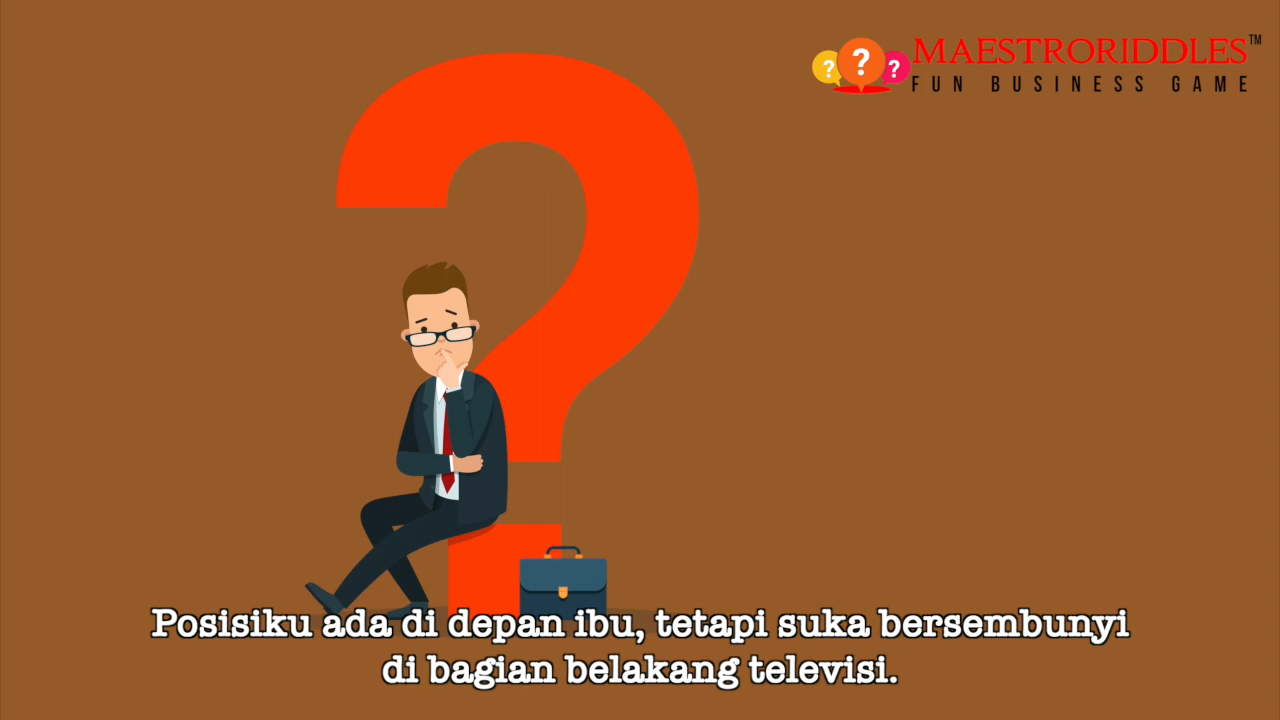 MAESTRORIDDLES™
FUN BUSINESS GAME
? ? ?
Posisiku ada di depan ibu, tetapi suka bersembunyi
di bagian belakang televisi.